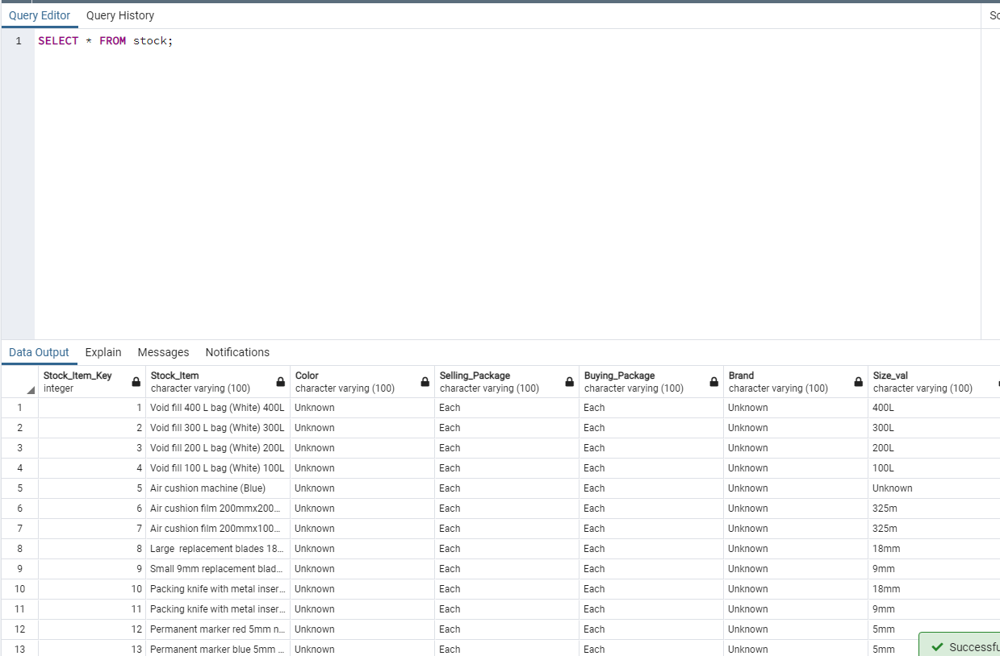 Query Editor Query History
1 SELECT * FROM stock;
Data Output Explain Messages Notifications
Stock_Item_Key Stock_Item Color Selling_Package Buying_Package Brand Size_val
integer character varying (100) character varying (100) character varying (100) character varying (100) character varying (100) character varying (100)
1 1 Void fill 400 L bag (White) 400L Unknown Each Each Unknown 400L
2 2 Void fill 300 L bag (White) 300L Unknown Each Each Unknown 300L
3 3 Void fill 200 L bag (White) 200L Unknown Each Each Unknown 200L
4 4 Void fill 100 L bag (White) 100L Unknown Each Each Unknown 100L
5 5 Air cushion machine (Blue) Unknown Each Each Unknown Unknown
6 6 Air cushion film 200mmx200... Unknown Each Each Unknown 325m
7 7 Air cushion film 200mmx100... Unknown Each Each Unknown 325m
8 8 Large  replacement blades 18... Unknown Each Each Unknown 18mm
9 9 Small 9mm replacement blad... Unknown Each Each Unknown 9mm
10 10 Packing knife with metal inser... Unknown Each Each Unknown 18mm
11 11 Packing knife with metal inser... Unknown Each Each Unknown 9mm
12 12 Permanent marker red 5mm n... Unknown Each Each Unknown 5mm
13 13 Permanent marker blue 5mm ... Unknown Each Each Unknown 5mm